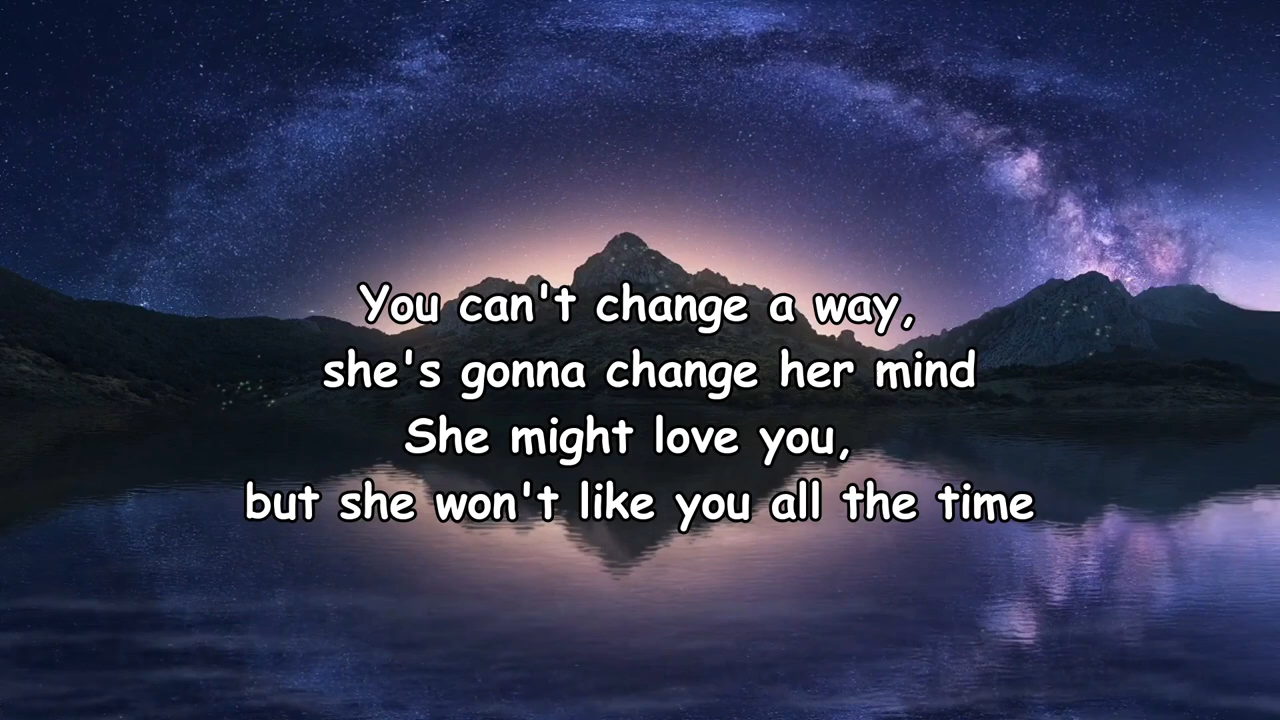 You can't change a way,
she's gonna change her mind
She might love you,
but she won't like you all the time